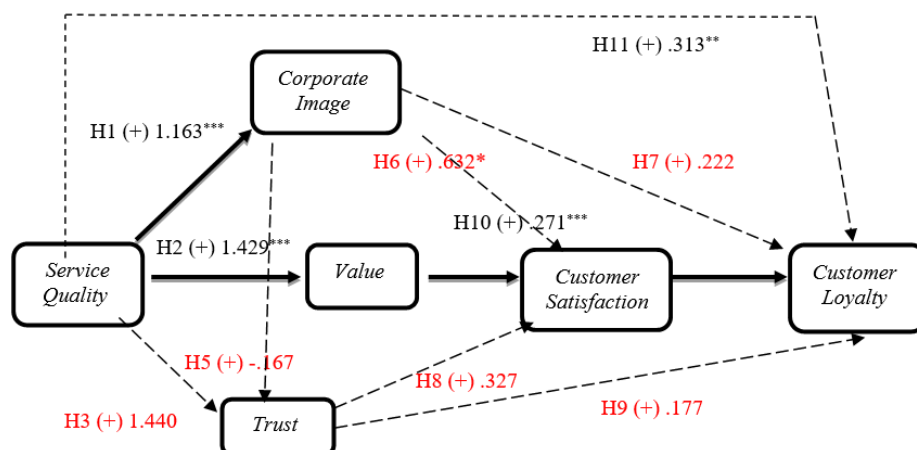 H11 (+) .313**
Corporate
Image
H1 (+) 1.163***
H6 (+) .632*
H7 (+) .222
H10 (+) .271***
H2 (+) 1.429***
Service
Quality
Value
Customer
Satisfaction
Customer
Loyalty
H5 (+) -.167
H8 (+) .327
H3 (+) 1.440
Trust
H9 (+) .177